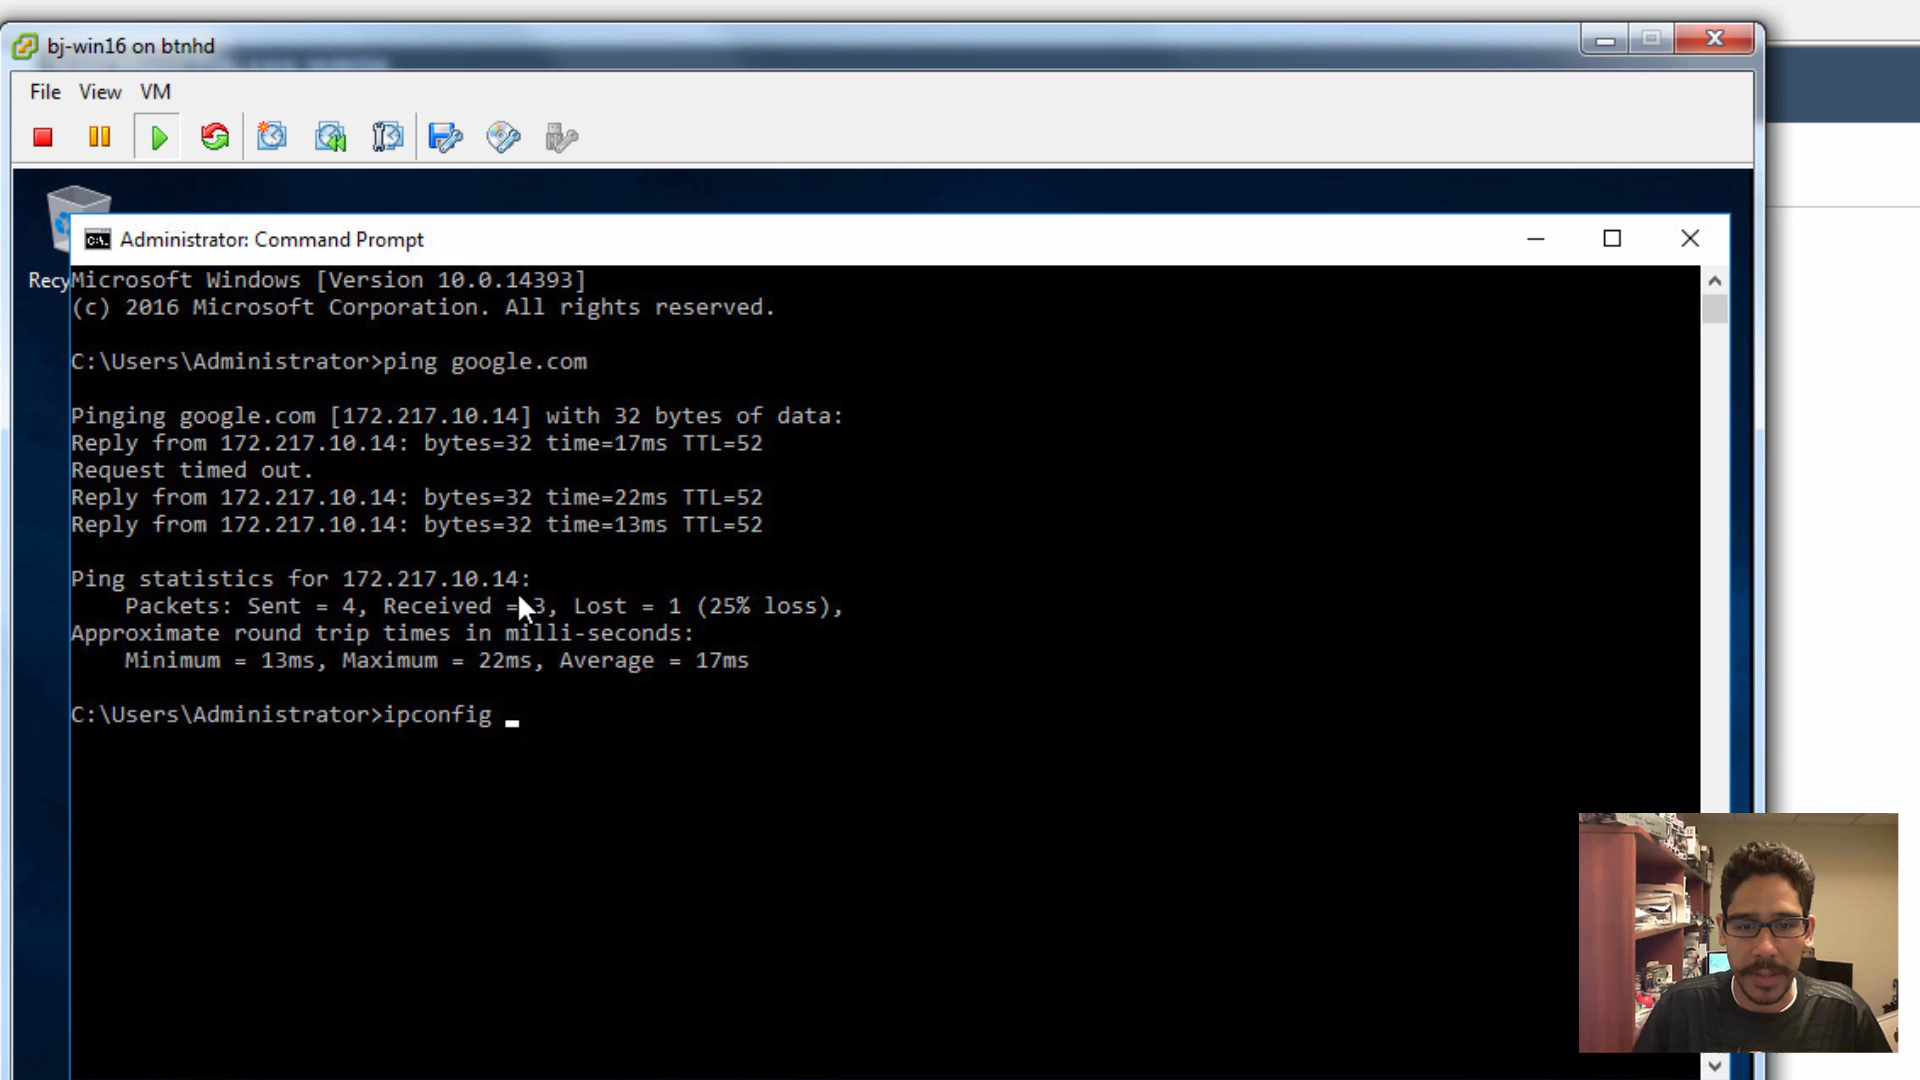 bj-win16 on btnhd
File View VM
Administrator: Command Prompt
Recy
Microsoft Windows [Version 10.0.14393]
(c) 2016 Microsoft Corporation. All rights reserved.
C:\Users\Administrator>ping google.com
Pinging google.com [172.217.10.14] with 32 bytes of data:
Reply from 172.217.10.14: bytes=32 time=17ms TTL=52
Request timed out.
Reply from 172.217.10.14: bytes=32 time=22ms TTL=52
Reply from 172.217.10.14: bytes=32 time=13ms TTL=52
Ping statistics for 172.217.10.14:
Packets: Sent = 4, Received = 3, Lost = 1 (25% loss),
Approximate round trip times in milli-seconds:
Minimum = 13ms, Maximum = 22ms, Average = 17ms
C:\Users\Administrator>ipconfig _